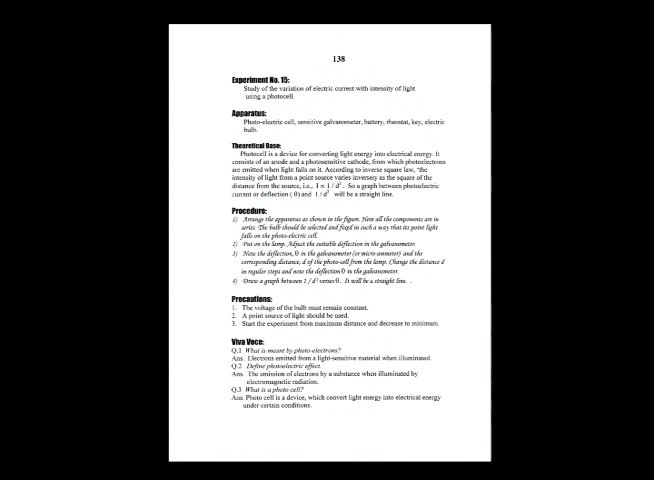 138
Experiment No. 15:
Study of the variation of electric current with intensity of light
using a photocell.
Apparatus:
Photo-electric cell, sensitive galvanometer, battery, rheostat, key, electric
bulb.
Theoretical Base:
Photocell is a device for converting light energy into electrical energy. It
consists of an anode and a photosensitive cathode, from which photoelectrons
are emitted when light falls on it. According to inverse square law, "the
intensity of light from a point source varies inversely as the square of the
distance from the source, i.e., I ∝ 1 / d². So a graph between photoelectric
current or deflection ( θ) and 1 / d² will be a straight line.
Procedure:
1) Arrange the apparatus as shown in the figure. Here all the components are in
series. The bulb should be selected and fixed in such a way that its point light
falls on the photo-electric cell.
2) Put on the lamp. Adjust the suitable deflection in the galvanometer.
3) Note the deflection, θ in the galvanometer (or micro-ammeter) and the
corresponding distance, d of the photo-cell from the lamp. Change the distance d
in regular steps and note the deflection θ in the galvanometer.
4) Draw a graph between 1 / d² versus θ. It will be a straight line. .
Precautions:
1. The voltage of the bulb must remain constant.
2. A point source of light should be used.
3. Start the experiment from maximum distance and decrease to minimum.
Viva Voce:
Q.1 What is meant by photo-electrons?
Ans. Electrons emitted from a light-sensitive material when illuminated.
Q.2 Define photoelectric effect.
Ans. The emission of electrons by a substance when illuminated by
electromagnetic radiation.
Q.3 What is a photo cell?
Ans. Photo cell is a device, which convert light energy into electrical energy
under certain conditions.